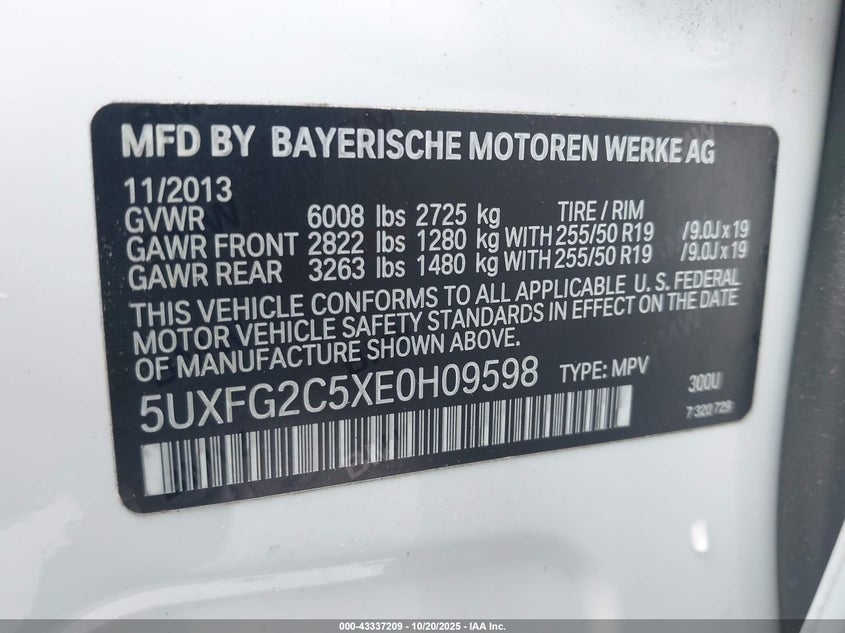 MFD BY BAYERISCHE MOTOREN WERKE AG
11/2013
GVWR 6008 lbs 2725 kg TIRE / RIM
GAWR FRONT 2822 lbs 1280 kg WITH 255/50 R19 /9.0J x 19
GAWR REAR 3263 lbs 1480 kg WITH 255/50 R19 /9.0J x 19
THIS VEHICLE CONFORMS TO ALL APPLICABLE U.S. FEDERAL
MOTOR VEHICLE SAFETY STANDARDS IN EFFECT ON THE DATE
OF MANUFACTURE SHOWN ABOVE.
5UXFG2C5XE0H09598 TYPE: MPV 300U
7 320 729
000-43337209 - 10/20/2025 - IAA Inc.